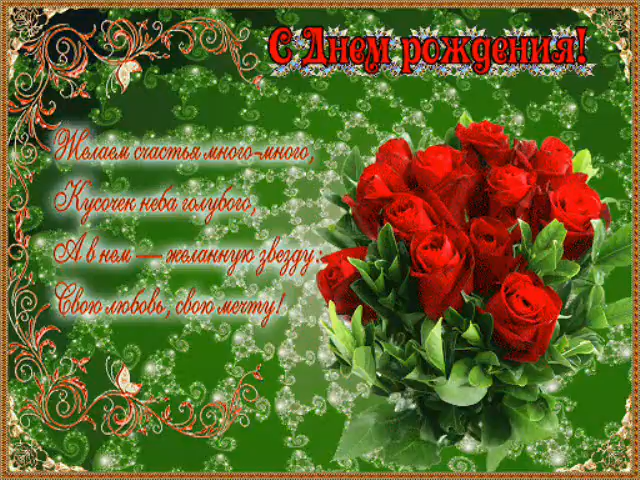 С Днем рождения!
Желаем счастья много-много,
Кусочек неба голубого,
А в нем — желанную звезду:
Свою любовь, свою мечту!